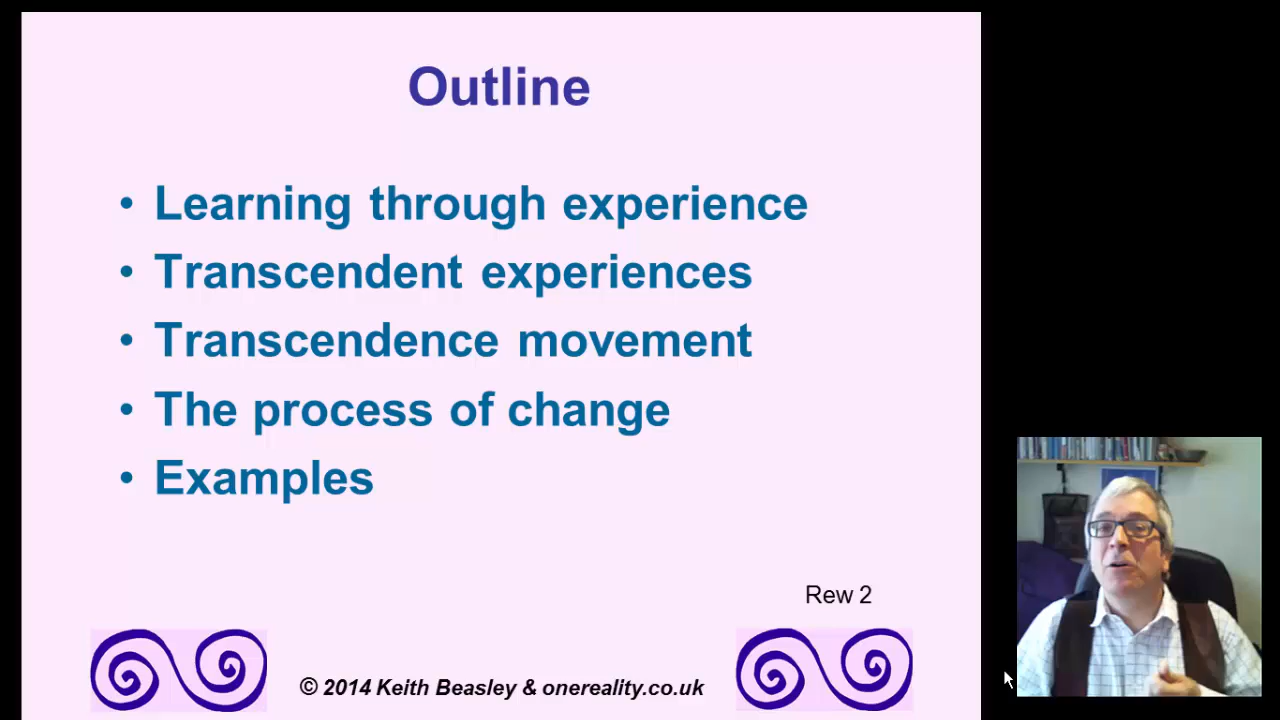 Outline
• Learning through experience
• Transcendent experiences
• Transcendence movement
• The process of change
• Examples
Rew 2
© 2014 Keith Beasley & onereality.co.uk